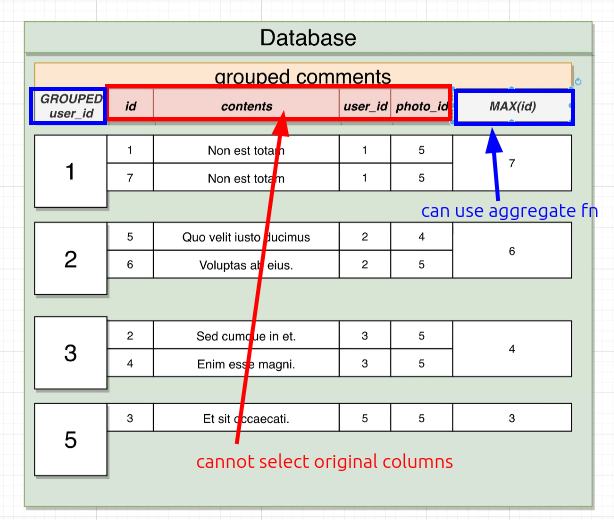 Database
grouped comments
GROUPED
user_id
id
contents
user_id
photo_id
MAX(id)
1
1
Non est totam
1
5
7
7
Non est totam
1
5
can use aggregate fn
2
5
Quo velit iusto ducimus
2
4
6
6
Voluptas ab eius.
2
5
3
2
Sed cumque in et.
3
5
4
4
Enim esse magni.
3
5
5
3
Et sit occaecati.
5
5
3
cannot select original columns